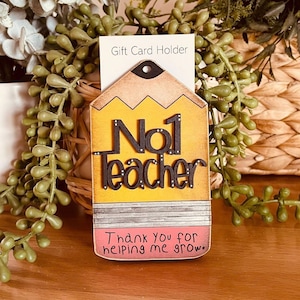 Gift Card Holder
No1
Teacher
Thank you for
helping me grow.